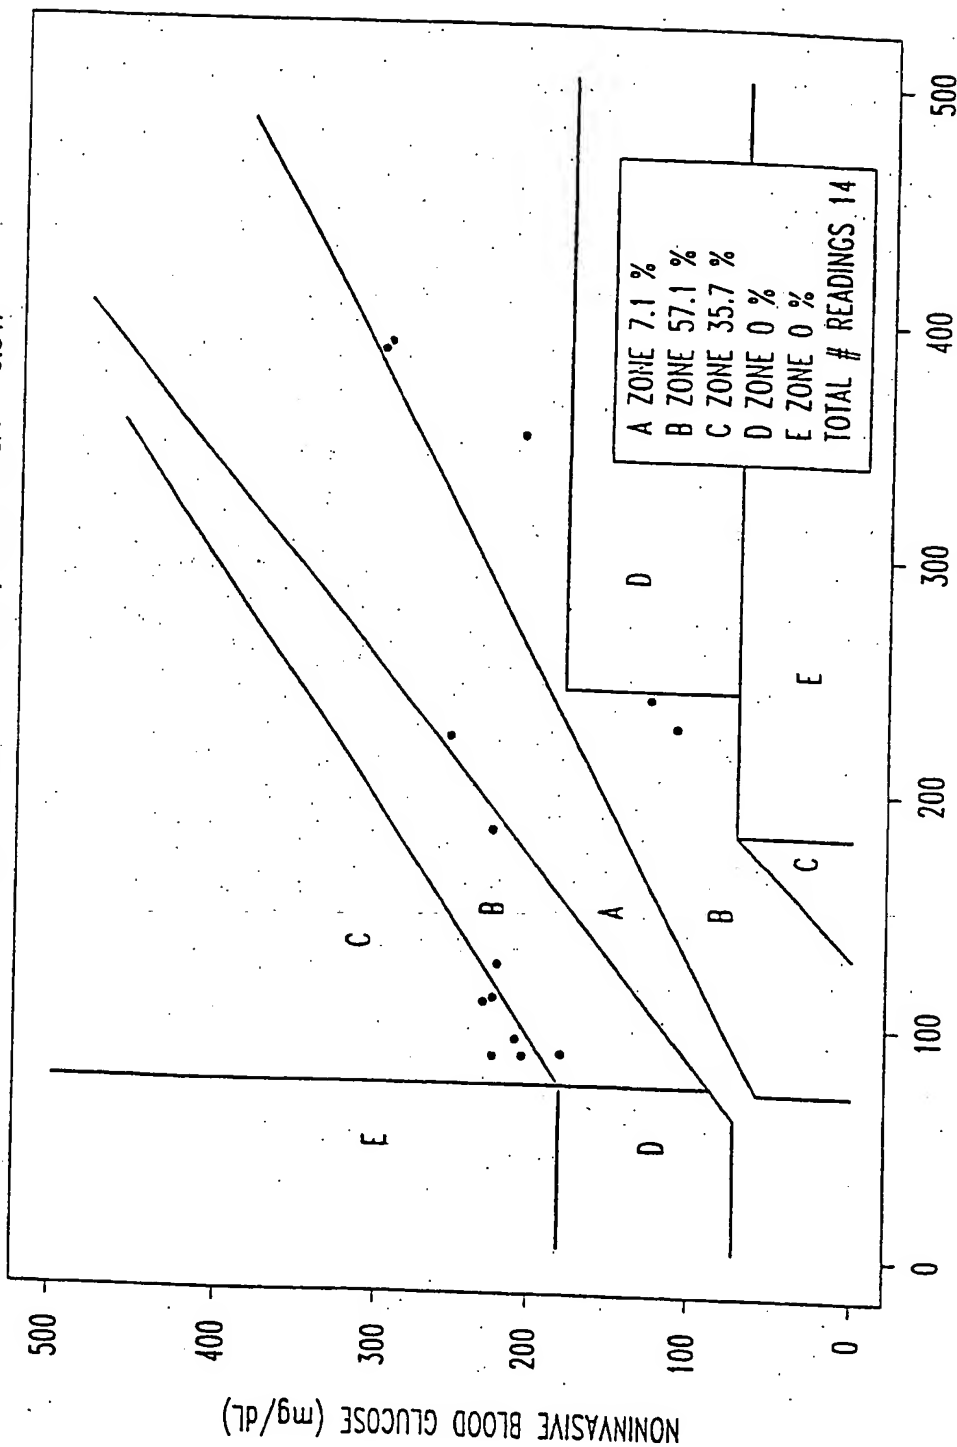 NONINVASIVE BLOOD GLUCOSE (mg/dL)
500
400
300
200
100
0
E
C
B
D
A
B
D
C
E
A ZONE 7.1 %
B ZONE 57.1 %
C ZONE 35.7 %
D ZONE 0 %
E ZONE 0 %
TOTAL # READINGS 14
0
100
200
300
400
500